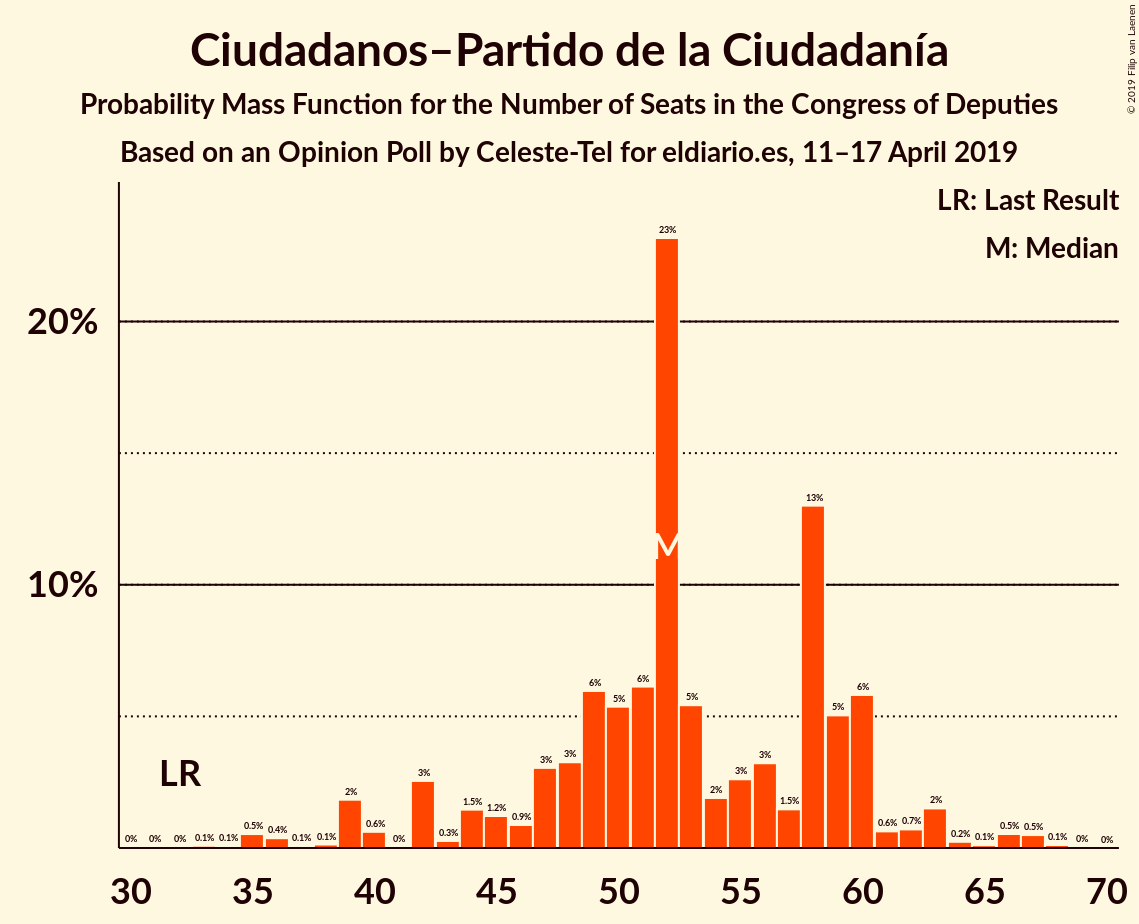 Ciudadanos–Partido de la Ciudadanía
Probability Mass Function for the Number of Seats in the Congress of Deputies
Based on an Opinion Poll by Celeste-Tel for eldiario.es, 11–17 April 2019
© 2019 Filip van Laenen
LR: Last Result
M: Median
20%
10%
LR
M
0% 0% 0% 0.1% 0.1% 0.5% 0.4% 0.1% 0.1% 2% 0.6% 0% 3% 0.3% 1.5% 1.2% 0.9% 3% 3% 6% 5% 6% 23% 5% 2% 3% 3% 1.5% 13% 5% 6% 0.6% 0.7% 2% 0.2% 0.1% 0.5% 0.5% 0.1% 0% 0%
30 35 40 45 50 55 60 65 70